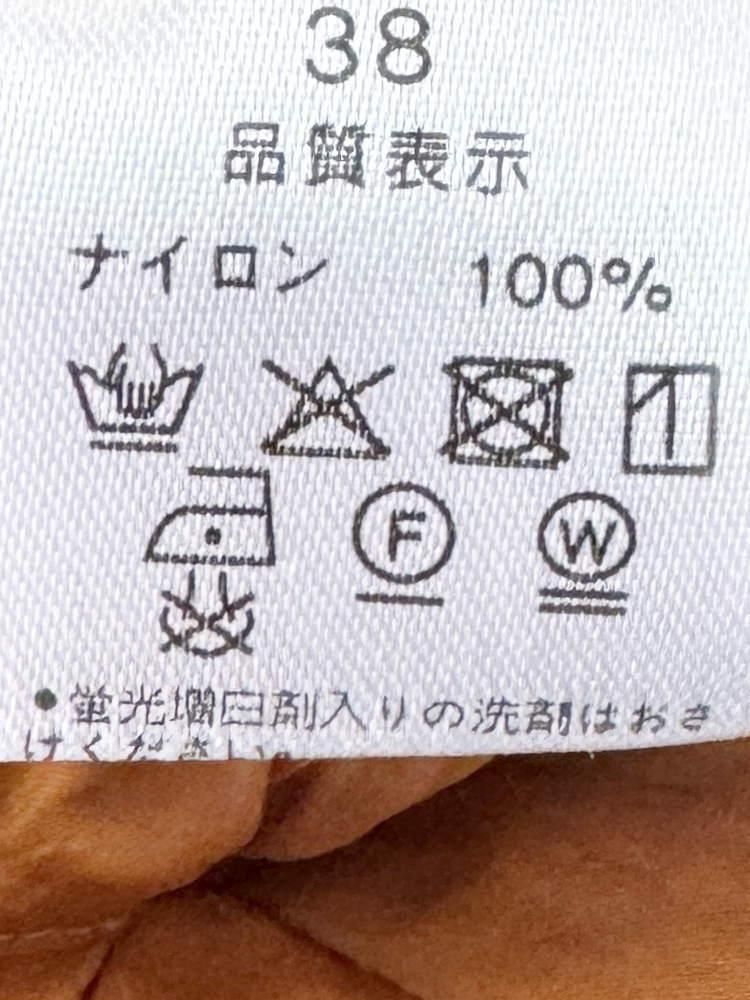 38
品質表示
ナイロン 100%
F W
•蛍光増白剤入りの洗剤はおさ
けください。